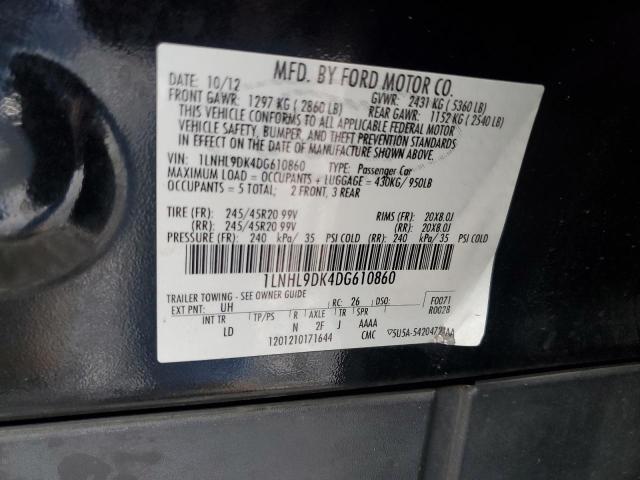 MFD. BY FORD MOTOR CO.
DATE: 10/12 GVWR: 2431 KG ( 5360 LB)
FRONT GAWR: 1297 KG ( 2860 LB) REAR GAWR: 1152 KG ( 2540 LB)
THIS VEHICLE CONFORMS TO ALL APPLICABLE FEDERAL MOTOR
VEHICLE SAFETY, BUMPER, AND THEFT PREVENTION STANDARDS
IN EFFECT ON THE DATE OF MANUFACTURE SHOWN ABOVE.
VIN: 1LNHL9DK4DG610860 TYPE: Passenger Car
MAXIMUM LOAD = OCCUPANTS + LUGGAGE = 430KG/950LB
OCCUPANTS = 5 TOTAL; 2 FRONT, 3 REAR
TIRE (FR): 245/45R20 99V RIMS (FR): 20X8.0J
(RR): 245/45R20 99V (RR): 20X8.0J
PRESSURE (FR): 240 kPa/ 35 PSI COLD (RR): 240 kPa/ 35 PSI COLD
1LNHL9DK4DG610860
TRAILER TOWING - SEE OWNER GUIDE
EXT PNT: UH RC: 26 DSO: F0071
R0028
INT TR TP/PS R AXLE TR SPR
LD N 2F J AAAA
1201210171644 CMC